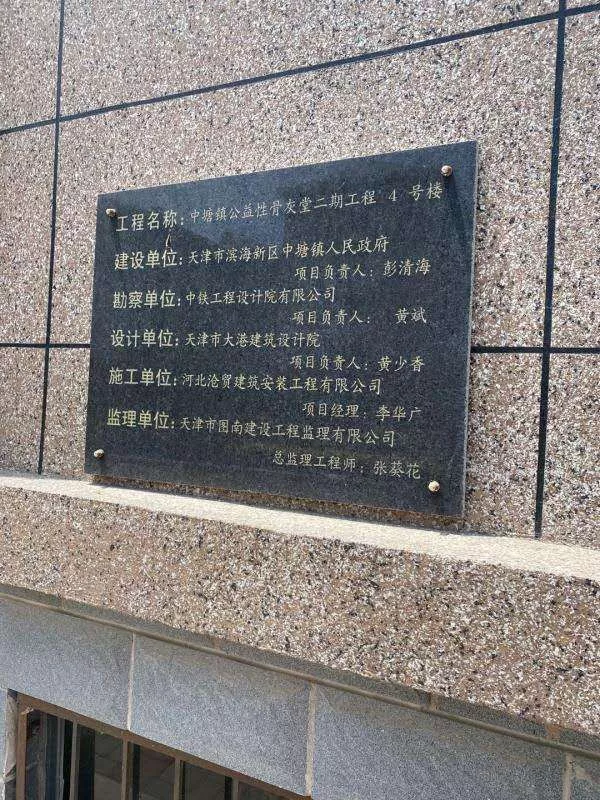 工程名称：中塘镇公益性骨灰堂二期工程 4 号楼
建设单位：天津市滨海新区中塘镇人民政府
项目负责人：彭清海
勘察单位：中铁工程设计院有限公司
项目负责人： 黄斌
设计单位：天津市大港建筑设计院
项目负责人：黄少香
施工单位：河北沧贸建筑安装工程有限公司
项目经理：李华广
监理单位：天津市图南建设工程监理有限公司
总监理工程师：张葵花